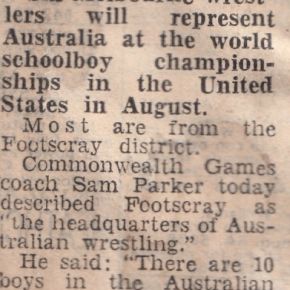 lers will represent
Australia at the world
schoolboy champion-
ships in the United
States in August.
Most are from the
Footscray district.
Commonwealth Games
coach Sam Parker today
described Footscray as
"the headquarters of Aus-
tralian wrestling."
He said: "There are 10
boys in the Australian